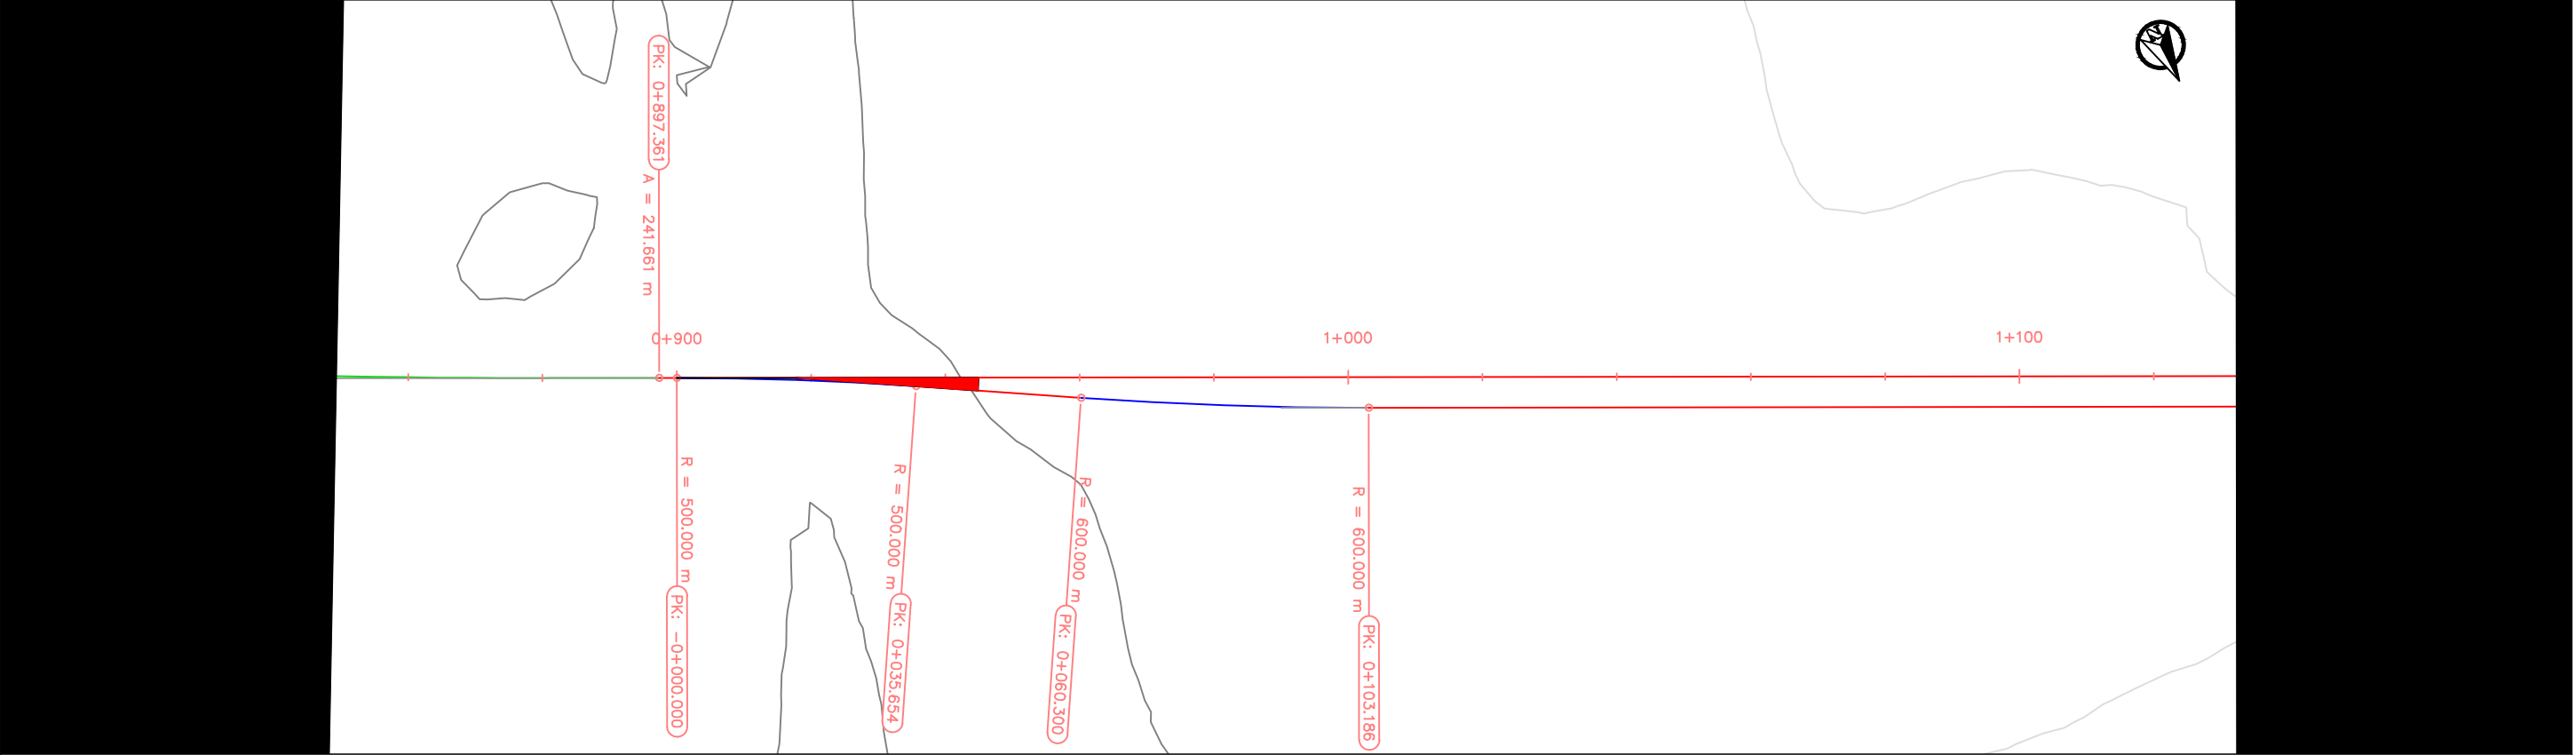 PK: 0+897.361
A = 241.661 m
0+900
1+000
1+100
R = 500.000 m
PK: -0+000.000
R = 500.000 m
PK: 0+035.654
R = 600.000 m
PK: 0+060.300
R = 600.000 m
PK: 0+103.186